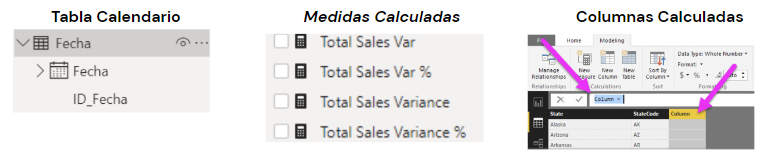 Tabla Calendario
Fecha
Fecha
ID_Fecha
Medidas Calculadas
Total Sales Var
Total Sales Var %
Total Sales Variance
Total Sales Variance %
Columnas Calculadas
Home Modeling
Manage Relationships
New Measure
New Column
New Table
Sort By Column
Data Type: Whole Number
Format:
$ % ,
Relationships
Calculations
Sort
Formatting
Column =
State StateCode Column
Alaska AK
Arizona AZ
Arkansas AR